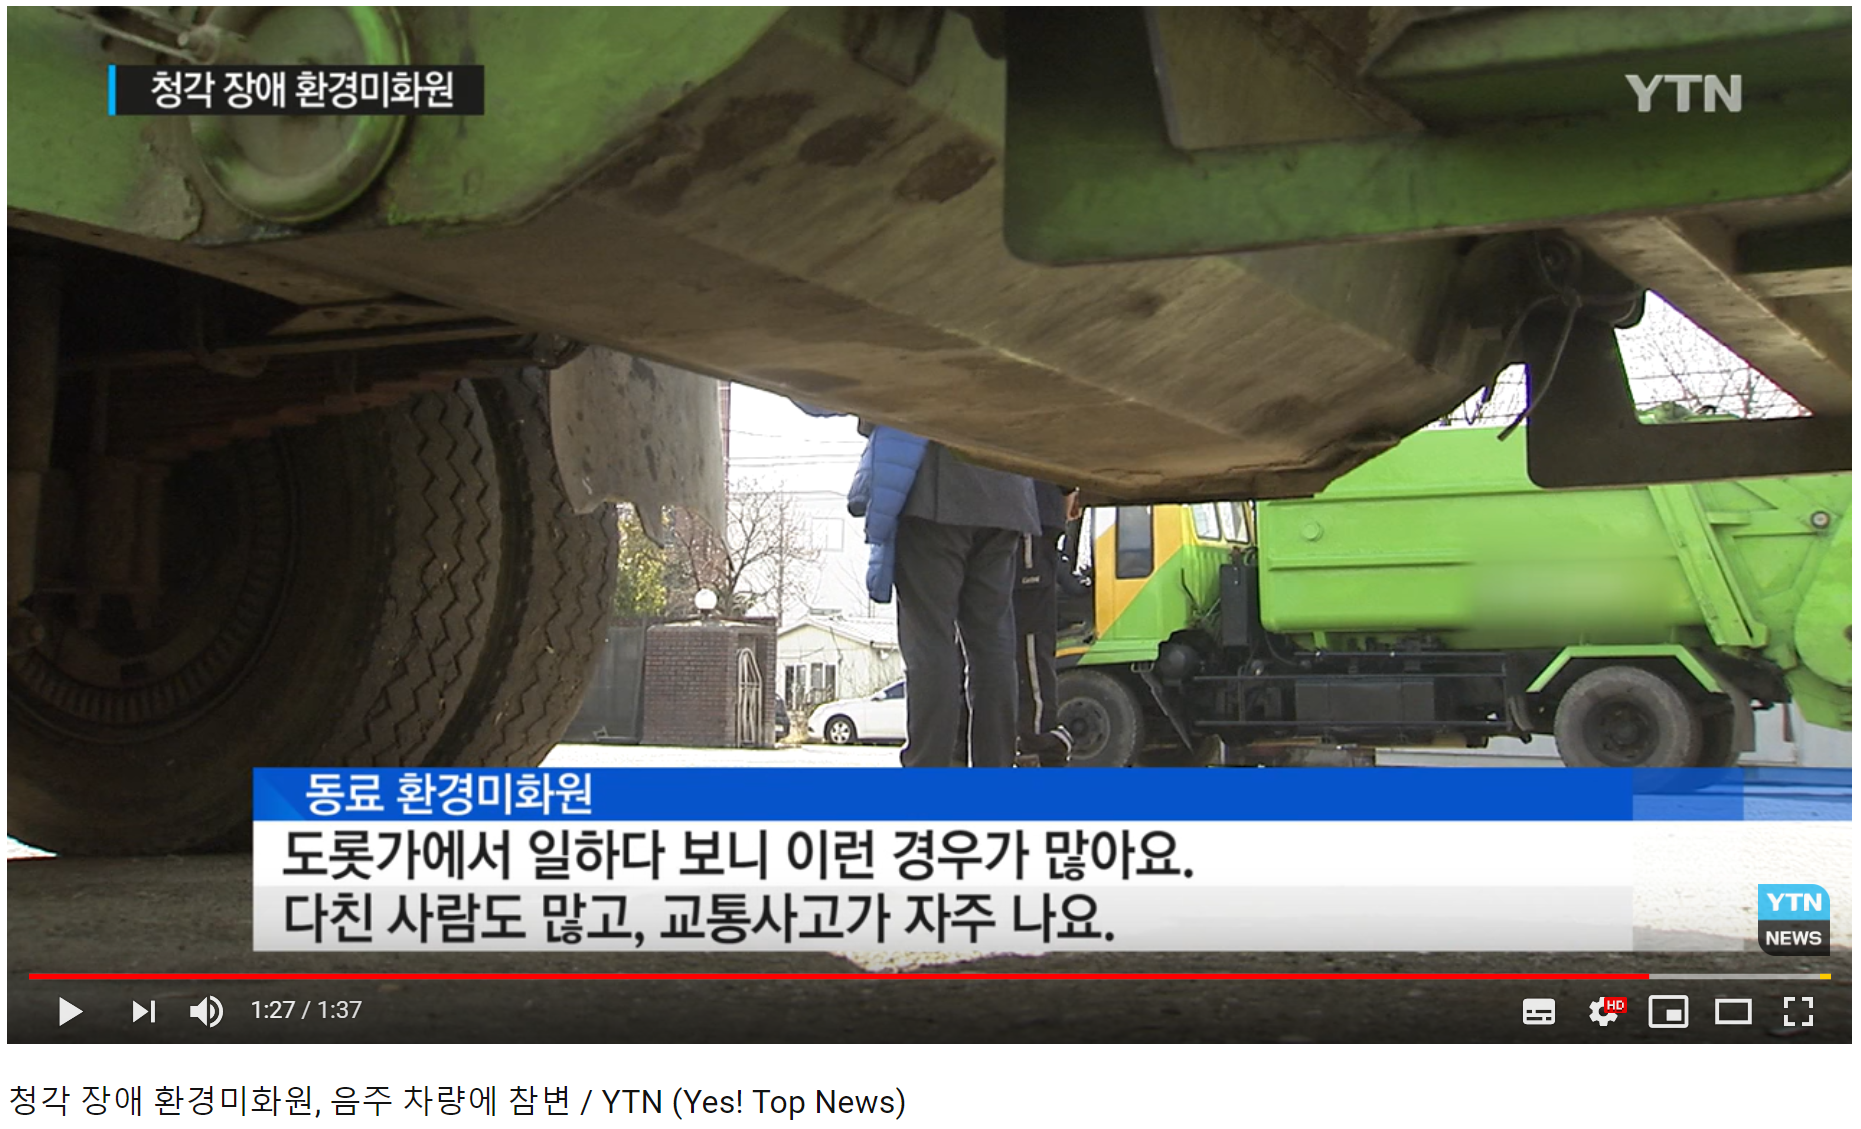 청각 장애 환경미화원
YTN
동료 환경미화원
도롯가에서 일하다 보니 이런 경우가 많아요.
다친 사람도 많고, 교통사고가 자주 나요.
YTN
NEWS
1:27 / 1:37
HD
청각 장애 환경미화원, 음주 차량에 참변 / YTN (Yes! Top News)